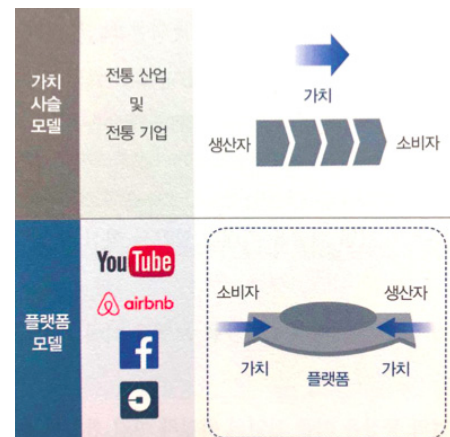 가치
사슬
모델
전통 산업
및
전통 기업
가치
생산자
소비자
플랫폼
모델
YouTube
airbnb
f
소비자
생산자
가치
플랫폼
가치